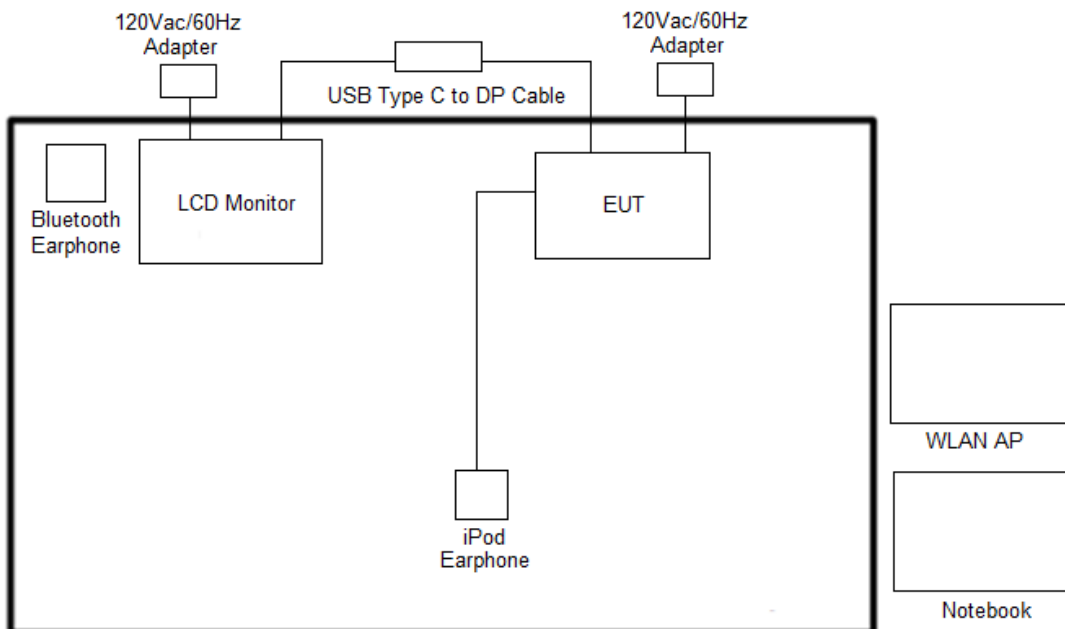 120Vac/60Hz
Adapter
120Vac/60Hz
Adapter
USB Type C to DP Cable
Bluetooth
Earphone
LCD Monitor
EUT
WLAN AP
iPod
Earphone
Notebook